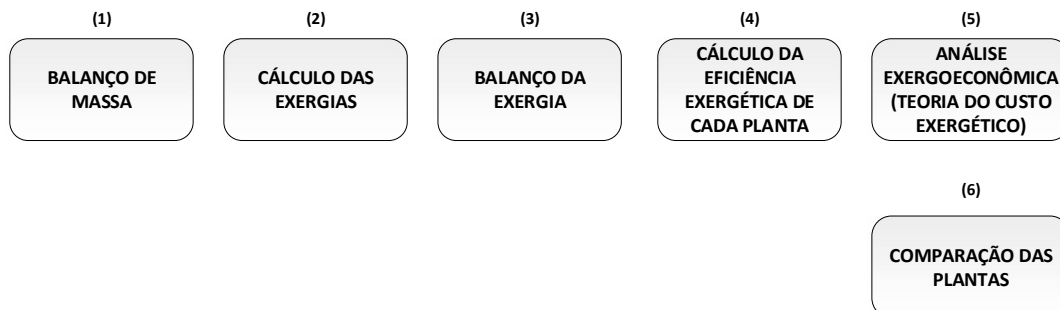 (1)
BALANÇO DE
MASSA
(2)
CÁLCULO DAS
EXERGIAS
(3)
BALANÇO DA
EXERGIA
(4)
CÁLCULO DA
EFICIÊNCIA
EXERGÉTICA DE
CADA PLANTA
(5)
ANÁLISE
EXERGOECONÔMICA
(TEORIA DO CUSTO
EXERGÉTICO)
(6)
COMPARAÇÃO DAS
PLANTAS